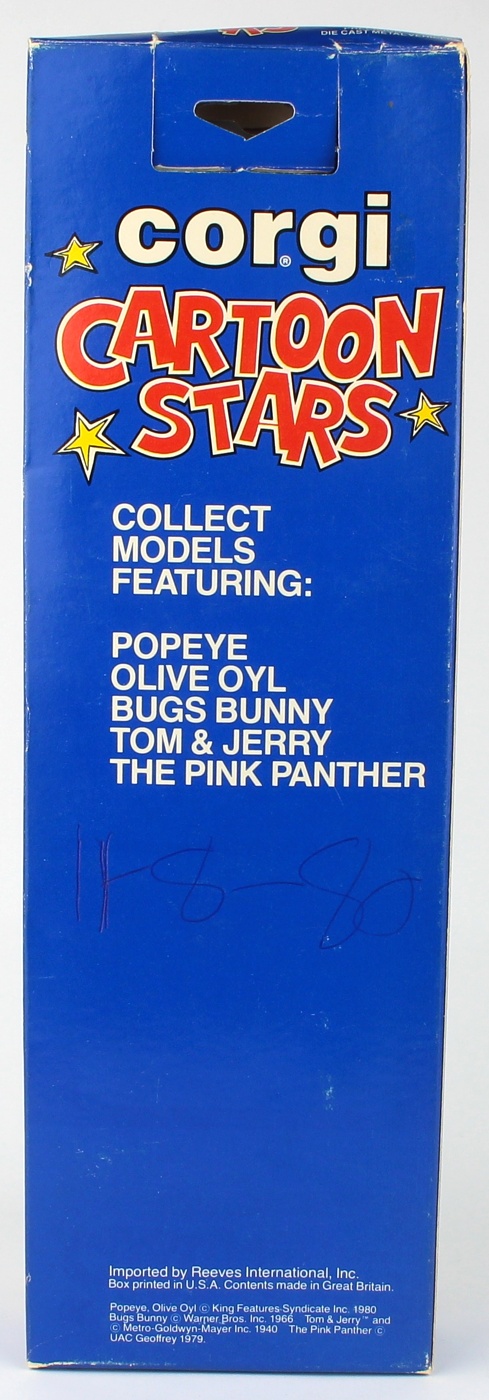 DIE CAST METAL
corgi®
CARTOON
STARS
COLLECT
MODELS
FEATURING:
POPEYE
OLIVE OYL
BUGS BUNNY
TOM & JERRY
THE PINK PANTHER
11-8-80
Imported by Reeves International, Inc.
Box printed in U.S.A. Contents made in Great Britain.
Popeye, Olive Oyl © King Features Syndicate Inc. 1980
Bugs Bunny © Warner Bros. Inc. 1966 Tom & Jerry™ and
© Metro-Goldwyn-Mayer Inc. 1940 The Pink Panther ©
UAC Geoffrey 1979.